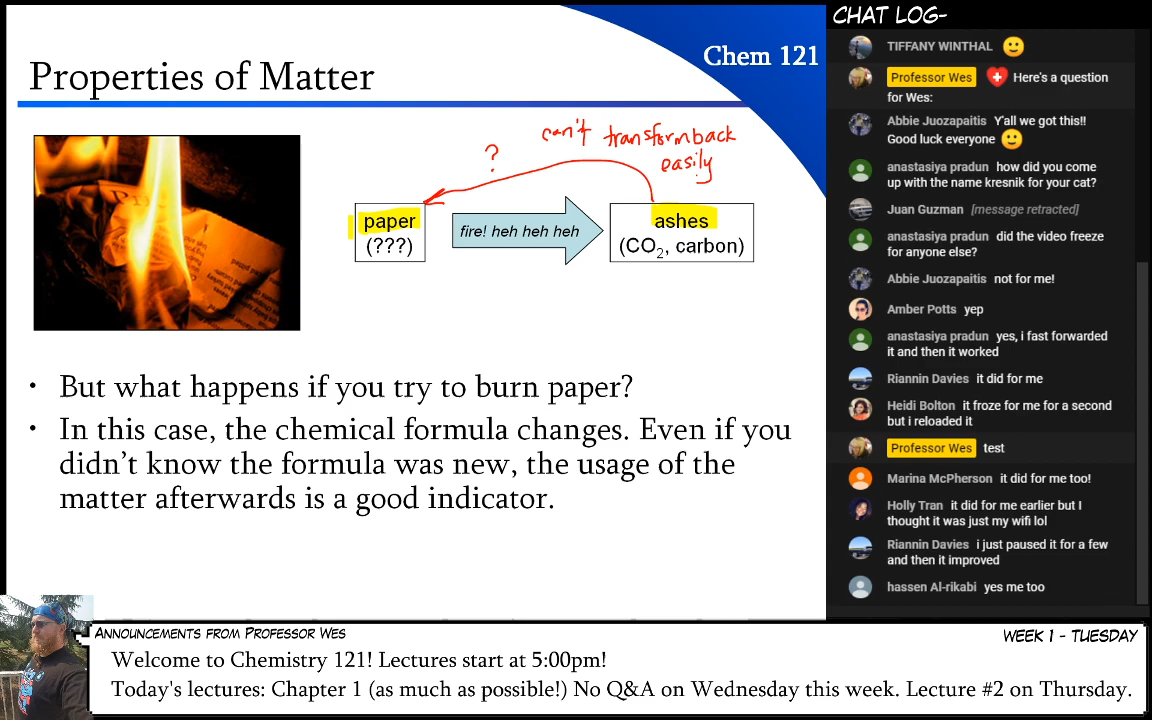 Chem 121
Properties of Matter
can't transform back
easily
?
paper
(???)
fire! heh heh heh
ashes
(CO₂, carbon)
• But what happens if you try to burn paper?
• In this case, the chemical formula changes. Even if you
didn't know the formula was new, the usage of the
matter afterwards is a good indicator.
CHAT LOG-
TIFFANY WINTHAL 🙂
Professor Wes Here's a question
for Wes:
Abbie Juozapaitis Y'all we got this!!
Good luck everyone 🙂
anastasiya pradun how did you come
up with the name kresnik for your cat?
Juan Guzman [message retracted]
anastasiya pradun did the video freeze
for anyone else?
Abbie Juozapaitis not for me!
Amber Potts yep
anastasiya pradun yes, i fast forwarded
it and then it worked
Riannin Davies it did for me
Heidi Bolton it froze for me for a second
but i reloaded it
Professor Wes test
Marina McPherson it did for me too!
Holly Tran it did for me earlier but I
thought it was just my wifi lol
Riannin Davies i just paused it for a few
and then it improved
hassen Al-rikabi yes me too
ANNOUNCEMENTS FROM PROFESSOR WES
WEEK 1 - TUESDAY
Welcome to Chemistry 121! Lectures start at 5:00pm!
Today's lectures: Chapter 1 (as much as possible!) No Q&A on Wednesday this week. Lecture #2 on Thursday.